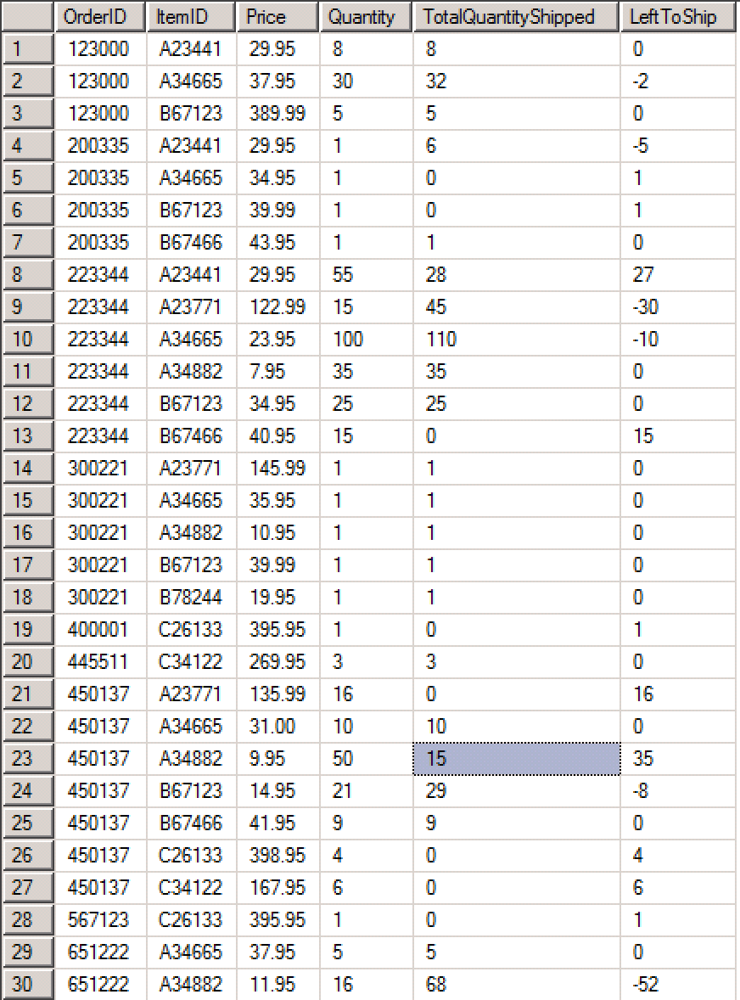 OrderID ItemID Price Quantity TotalQuantityShipped LeftToShip
1 123000 A23441 29.95 8 8 0
2 123000 A34665 37.95 30 32 -2
3 123000 B67123 389.99 5 5 0
4 200335 A23441 29.95 1 6 -5
5 200335 A34665 34.95 1 0 1
6 200335 B67123 39.99 1 0 1
7 200335 B67466 43.95 1 1 0
8 223344 A23441 29.95 55 28 27
9 223344 A23771 122.99 15 45 -30
10 223344 A34665 23.95 100 110 -10
11 223344 A34882 7.95 35 35 0
12 223344 B67123 34.95 25 25 0
13 223344 B67466 40.95 15 0 15
14 300221 A23771 145.99 1 1 0
15 300221 A34665 35.95 1 1 0
16 300221 A34882 10.95 1 1 0
17 300221 B67123 39.99 1 1 0
18 300221 B78244 19.95 1 1 0
19 400001 C26133 395.95 1 0 1
20 445511 C34122 269.95 3 3 0
21 450137 A23771 135.99 16 0 16
22 450137 A34665 31.00 10 10 0
23 450137 A34882 9.95 50 15 35
24 450137 B67123 14.95 21 29 -8
25 450137 B67466 41.95 9 9 0
26 450137 C26133 398.95 4 0 4
27 450137 C34122 167.95 6 0 6
28 567123 C26133 395.95 1 0 1
29 651222 A34665 37.95 5 5 0
30 651222 A34882 11.95 16 68 -52